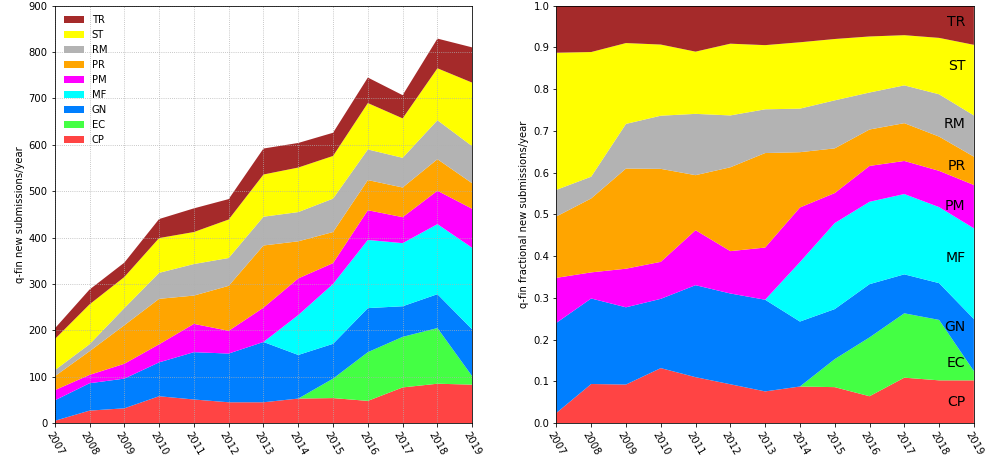 900
800
700
600
500
400
300
200
100
0
q-fin new submissions/year
TR
ST
RM
PR
PM
MF
GN
EC
CP
2007
2008
2009
2010
2011
2012
2013
2014
2015
2016
2017
2018
2019
1.0
0.9
0.8
0.7
0.6
0.5
0.4
0.3
0.2
0.1
0.0
q-fin fractional new submissions/year
TR
ST
RM
PR
PM
MF
GN
EC
CP
2007
2008
2009
2010
2011
2012
2013
2014
2015
2016
2017
2018
2019